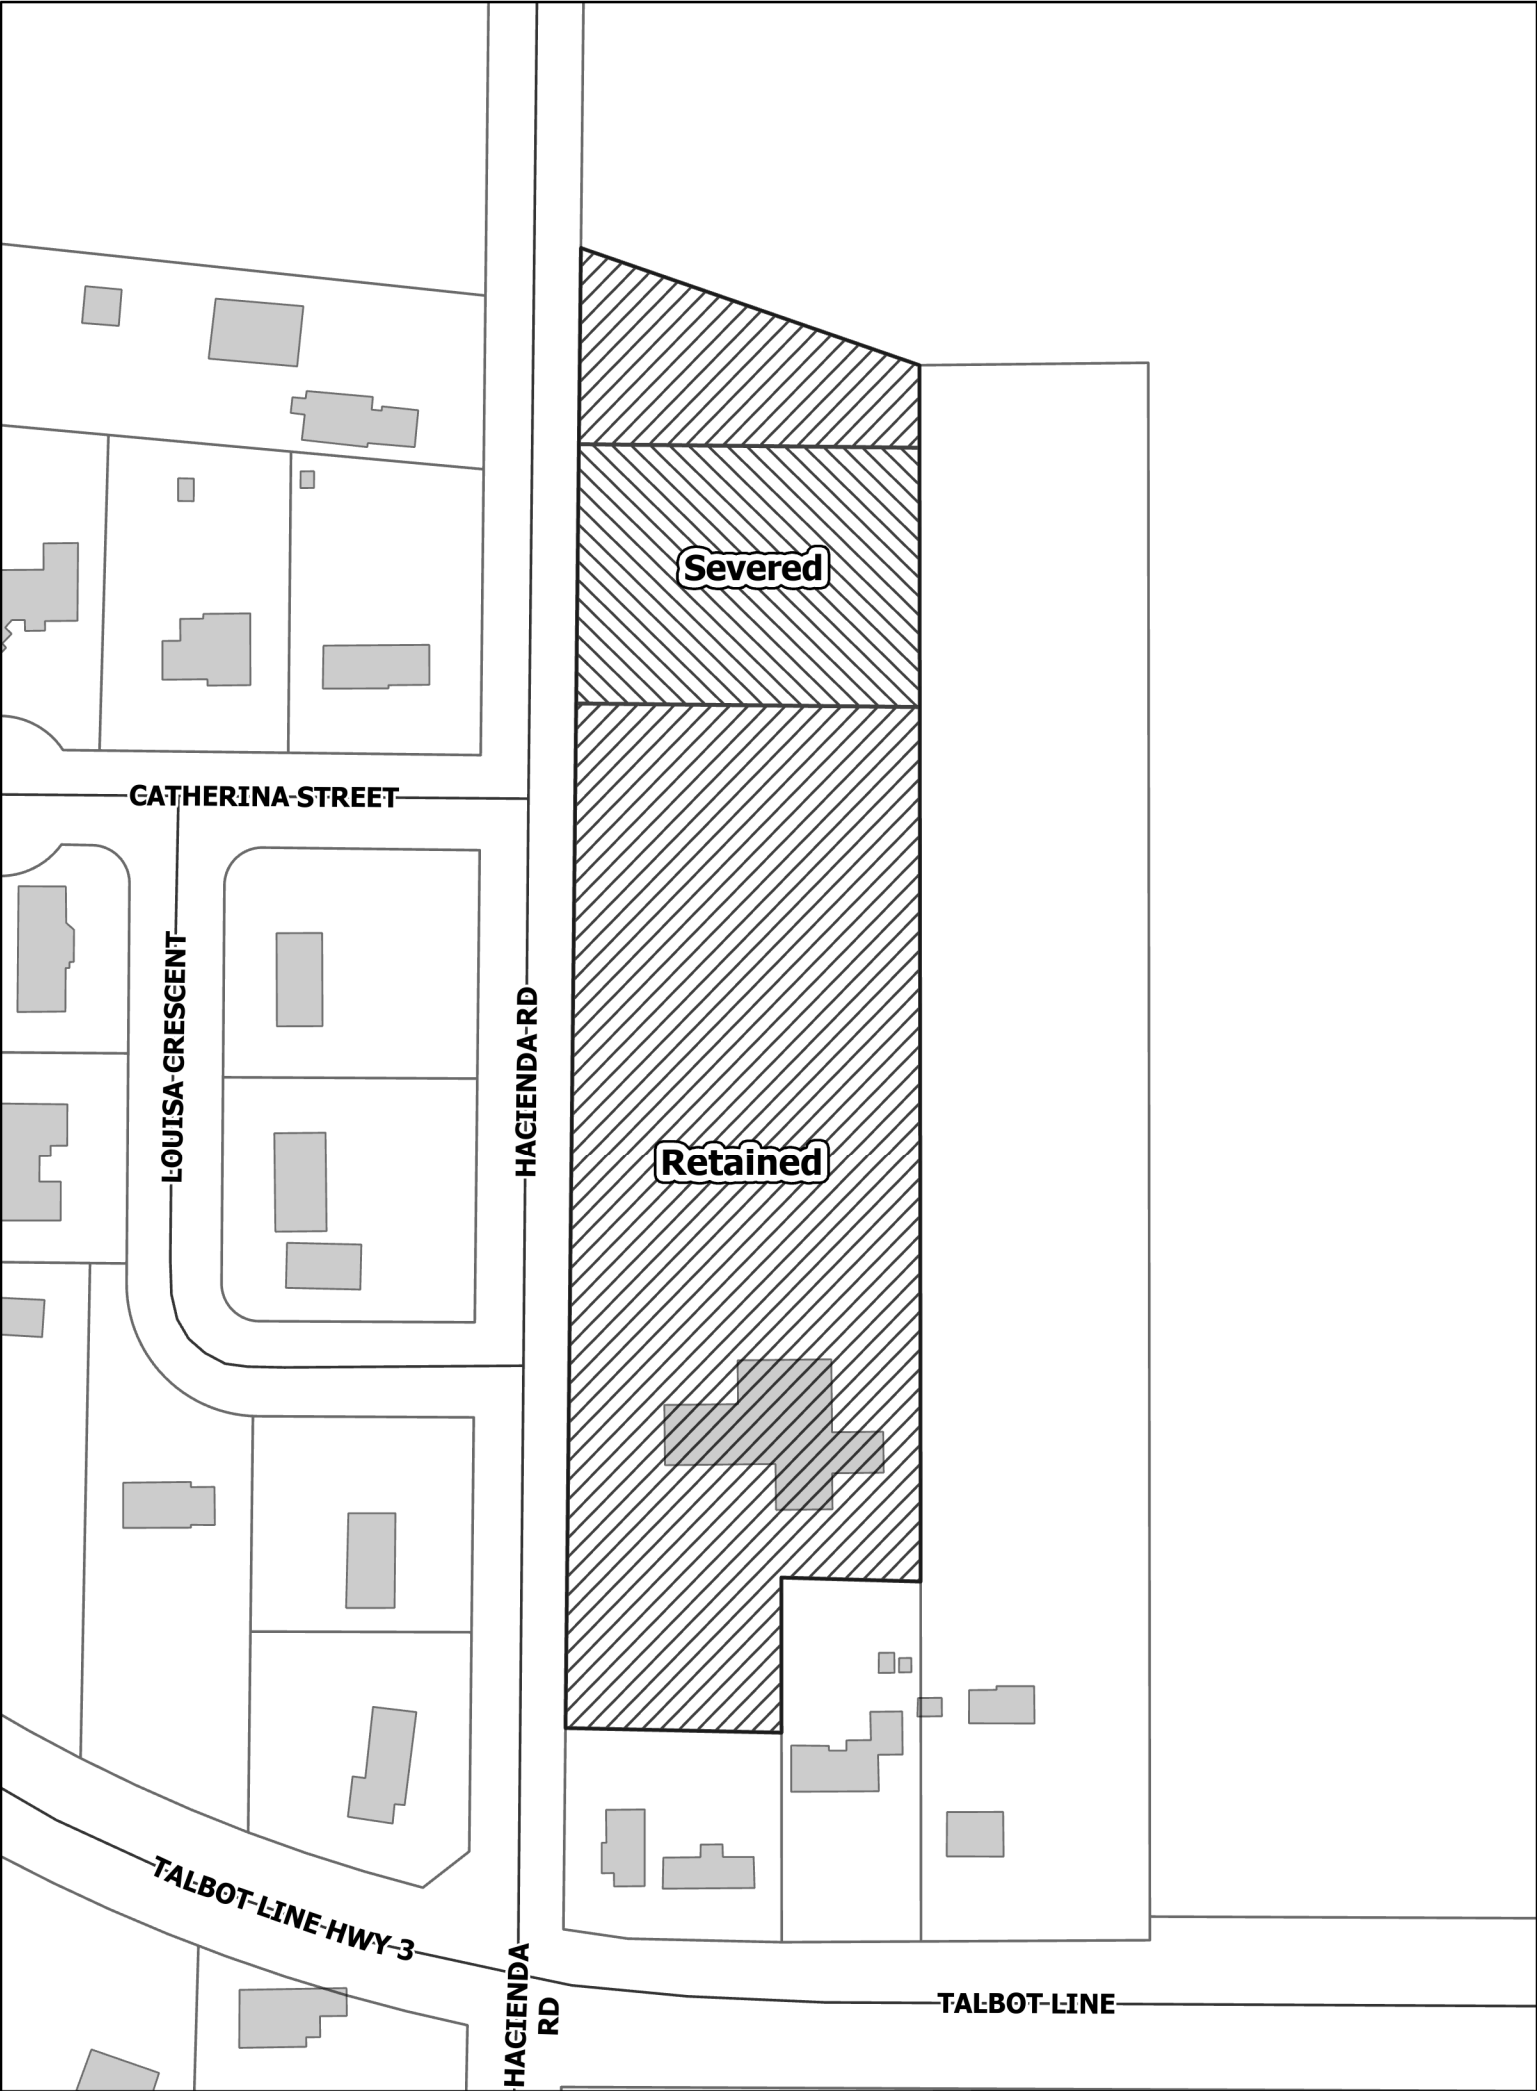 Severed
CATHERINA STREET
LOUISA CRESCENT
HACIENDA RD
Retained
TALBOT LINE HWY 3
HACIENDA
RD
TALBOT LINE